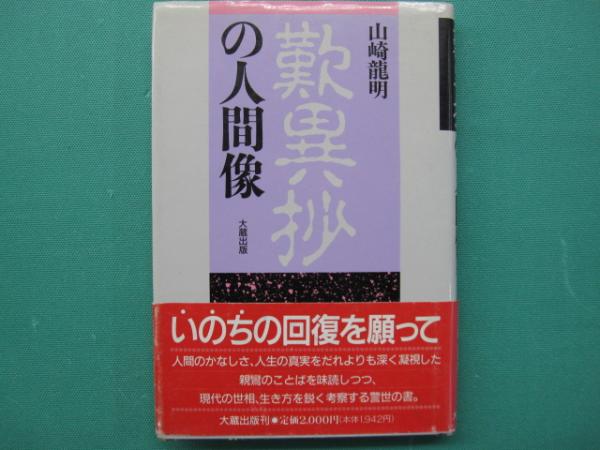 山崎龍明
歎異抄
の人間像
大蔵出版
いのちの回復を願って
人間のかなしさ、人生の真実をだれよりも深く凝視した
親鸞のことばを味読しつつ、
現代の世相、生き方を鋭く考察する警世の書。
大蔵出版刊●定価2,000円(本体1,942円)